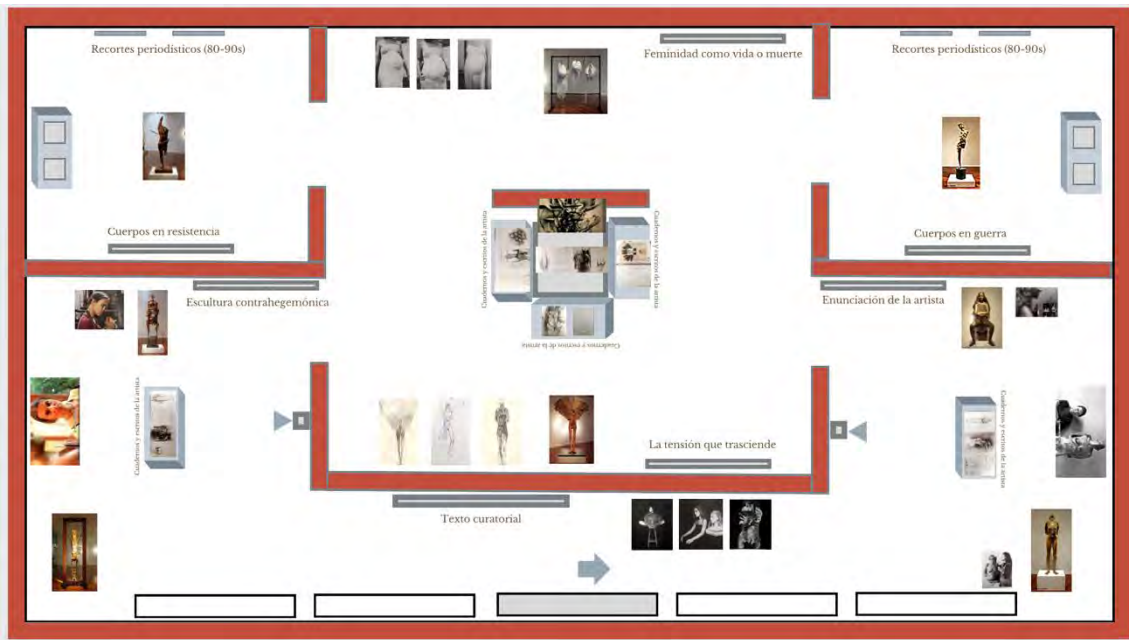 Recortes periodísticos (80-90s)
Feminidad como vida o muerte
Recortes periodísticos (80-90s)
Cuerpos en resistencia
Cuadernos y escritos de la artista
Cuadernos y escritos de la artista
Cuerpos en guerra
Escultura contrahegemónica
Enunciación de la artista
Cuadernos y escritos de la artista
Cuadernos y escritos de la artista
Cuadernos y escritos de la artista
La tensión que trasciende
Texto curatorial